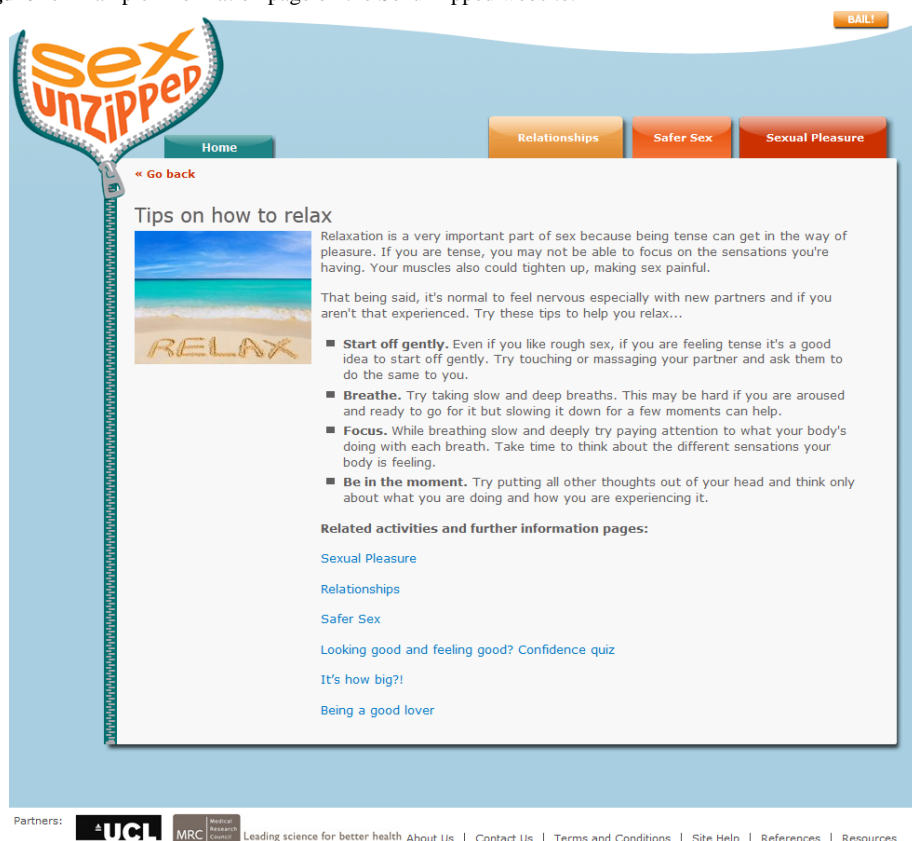 BAIL!
sex
unzipped
Home
Relationships
Safer Sex
Sexual Pleasure
« Go back
Tips on how to relax
RELAX
Relaxation is a very important part of sex because being tense can get in the way of
pleasure. If you are tense, you may not be able to focus on the sensations you're
having. Your muscles also could tighten up, making sex painful.
That being said, it's normal to feel nervous especially with new partners and if you
aren't that experienced. Try these tips to help you relax...
Start off gently. Even if you like rough sex, if you are feeling tense it's a good
idea to start off gently. Try touching or massaging your partner and ask them to
do the same to you.
Breathe. Try taking slow and deep breaths. This may be hard if you are aroused
and ready to go for it but slowing it down for a few moments can help.
Focus. While breathing slow and deeply try paying attention to what your body's
doing with each breath. Take time to think about the different sensations your
body is feeling.
Be in the moment. Try putting all other thoughts out of your head and think only
about what you are doing and how you are experiencing it.
Related activities and further information pages:
Sexual Pleasure
Relationships
Safer Sex
Looking good and feeling good? Confidence quiz
It's how big?!
Being a good lover
Partners:
UCL
MRC
Medical
Research
Council
Leading science for better health
About Us | Contact Us | Terms and Conditions | Site Help | References | Resources